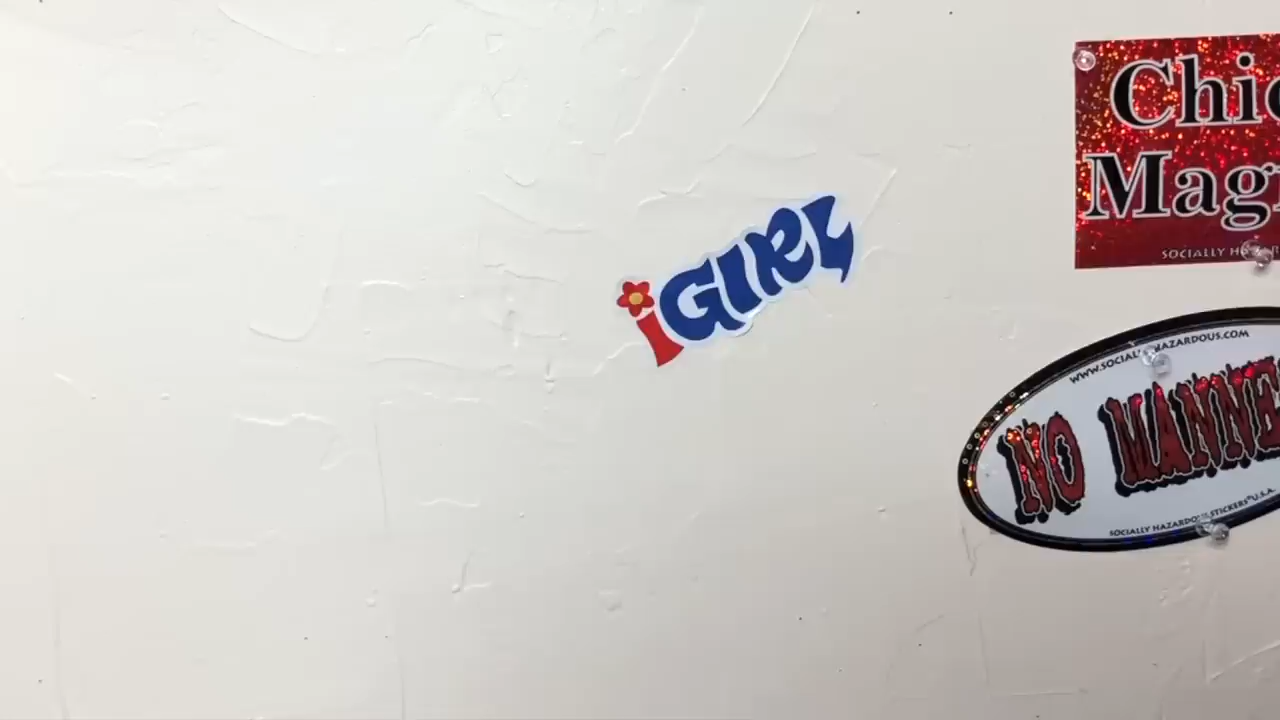 iGIRL
Chic
Mag
SOCIALLY
WWW.SOCIALLYHAZARDOUS.COM
NO MANNE
SOCIALLY HAZARDOUS STICKERS U.S.A.